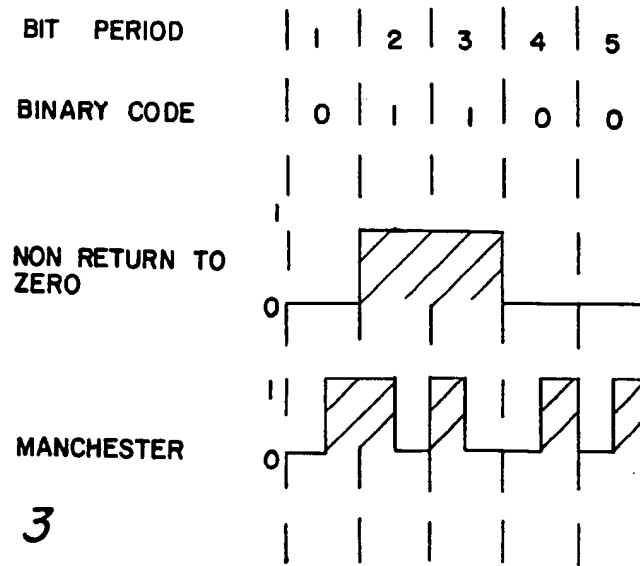 BIT PERIOD 1 2 3 4 5
BINARY CODE 0 1 1 0 0
1
NON RETURN TO
ZERO
0
1
MANCHESTER
0
3